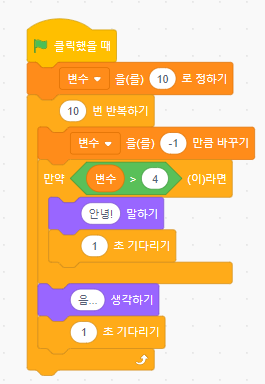 클릭했을 때
변수 을(를) 10 로 정하기
10 번 반복하기
변수 을(를) -1 만큼 바꾸기
만약 변수 > 4 (이)라면
안녕! 말하기
1 초 기다리기
음... 생각하기
1 초 기다리기